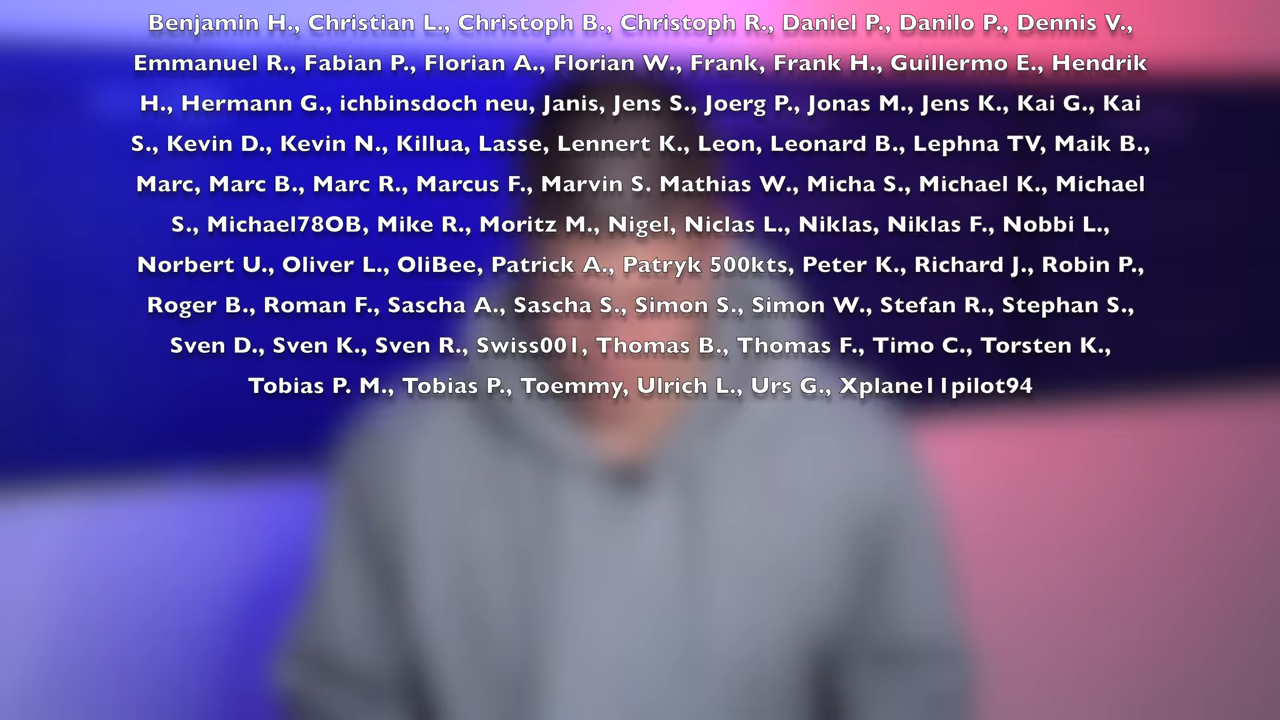 Benjamin H., Christian L., Christoph B., Christoph R., Daniel P., Danilo P., Dennis V.,
Emmanuel R., Fabian P., Florian A., Florian W., Frank, Frank H., Guillermo E., Hendrik
H., Hermann G., ichbinsdoch neu, Janis, Jens S., Joerg P., Jonas M., Jens K., Kai G., Kai
S., Kevin D., Kevin N., Killua, Lasse, Lennert K., Leon, Leonard B., Lephna TV, Maik B.,
Marc, Marc B., Marc R., Marcus F., Marvin S. Mathias W., Micha S., Michael K., Michael
S., Michael78OB, Mike R., Moritz M., Nigel, Niclas L., Niklas, Niklas F., Nobbi L.,
Norbert U., Oliver L., OliBee, Patrick A., Patryk 500kts, Peter K., Richard J., Robin P.,
Roger B., Roman F., Sascha A., Sascha S., Simon S., Simon W., Stefan R., Stephan S.,
Sven D., Sven K., Sven R., Swiss001, Thomas B., Thomas F., Timo C., Torsten K.,
Tobias P. M., Tobias P., Toemmy, Ulrich L., Urs G., Xplane11pilot94